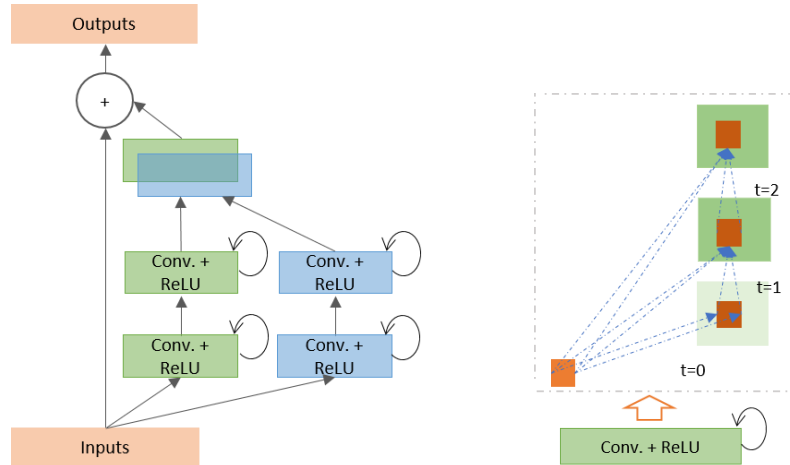 Outputs
+
Conv. +
ReLU
Conv. +
ReLU
Conv. +
ReLU
Conv. +
ReLU
Inputs
t=2
t=1
t=0
Conv. + ReLU